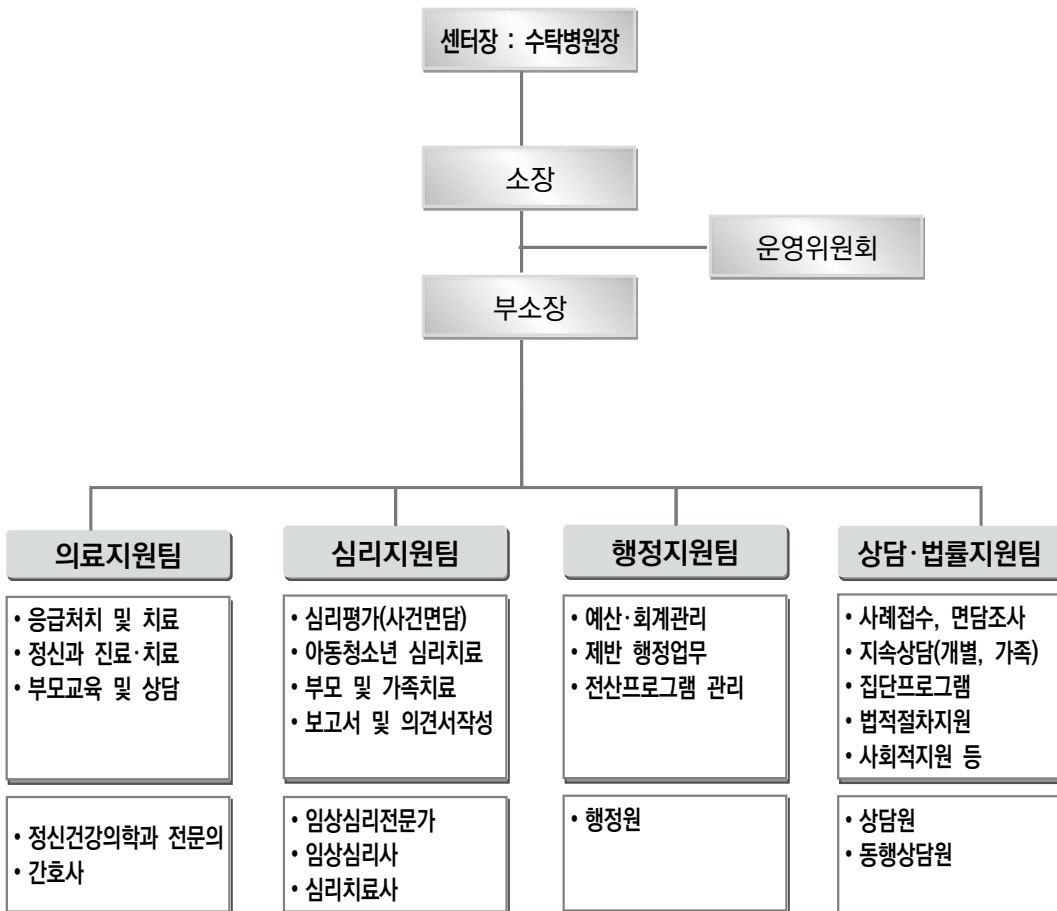 센터장 : 수탁병원장
소장
운영위원회
부소장
의료지원팀
• 응급처치 및 치료
• 정신과 진료·치료
• 부모교육 및 상담
• 정신건강의학과 전문의
• 간호사
심리지원팀
• 심리평가(사건면담)
• 아동청소년 심리치료
• 부모 및 가족치료
• 보고서 및 의견서작성
• 임상심리전문가
• 임상심리사
• 심리치료사
행정지원팀
• 예산·회계관리
• 제반 행정업무
• 전산프로그램 관리
• 행정원
상담·법률지원팀
• 사례접수, 면담조사
• 지속상담(개별, 가족)
• 집단프로그램
• 법적절차지원
• 사회적지원 등
• 상담원
• 동행상담원